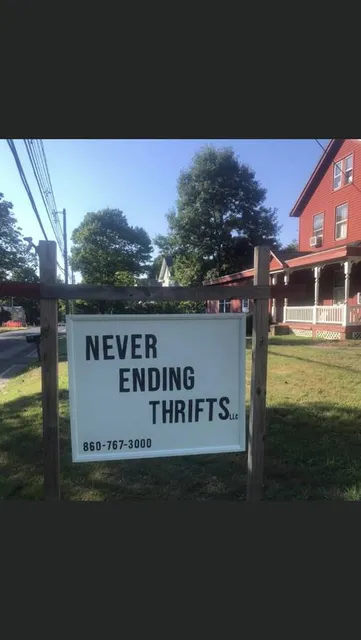 NEVER
ENDING
THRIFTS LLC
860-767-3000